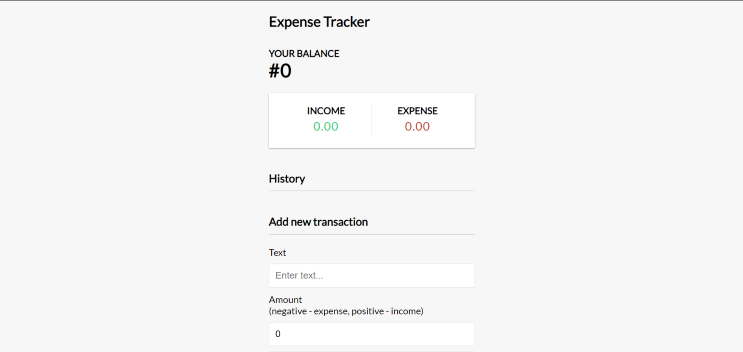 Expense Tracker
YOUR BALANCE
#0
INCOME
0.00
EXPENSE
0.00
History
Add new transaction
Text
Enter text...
Amount
(negative - expense, positive - income)
0